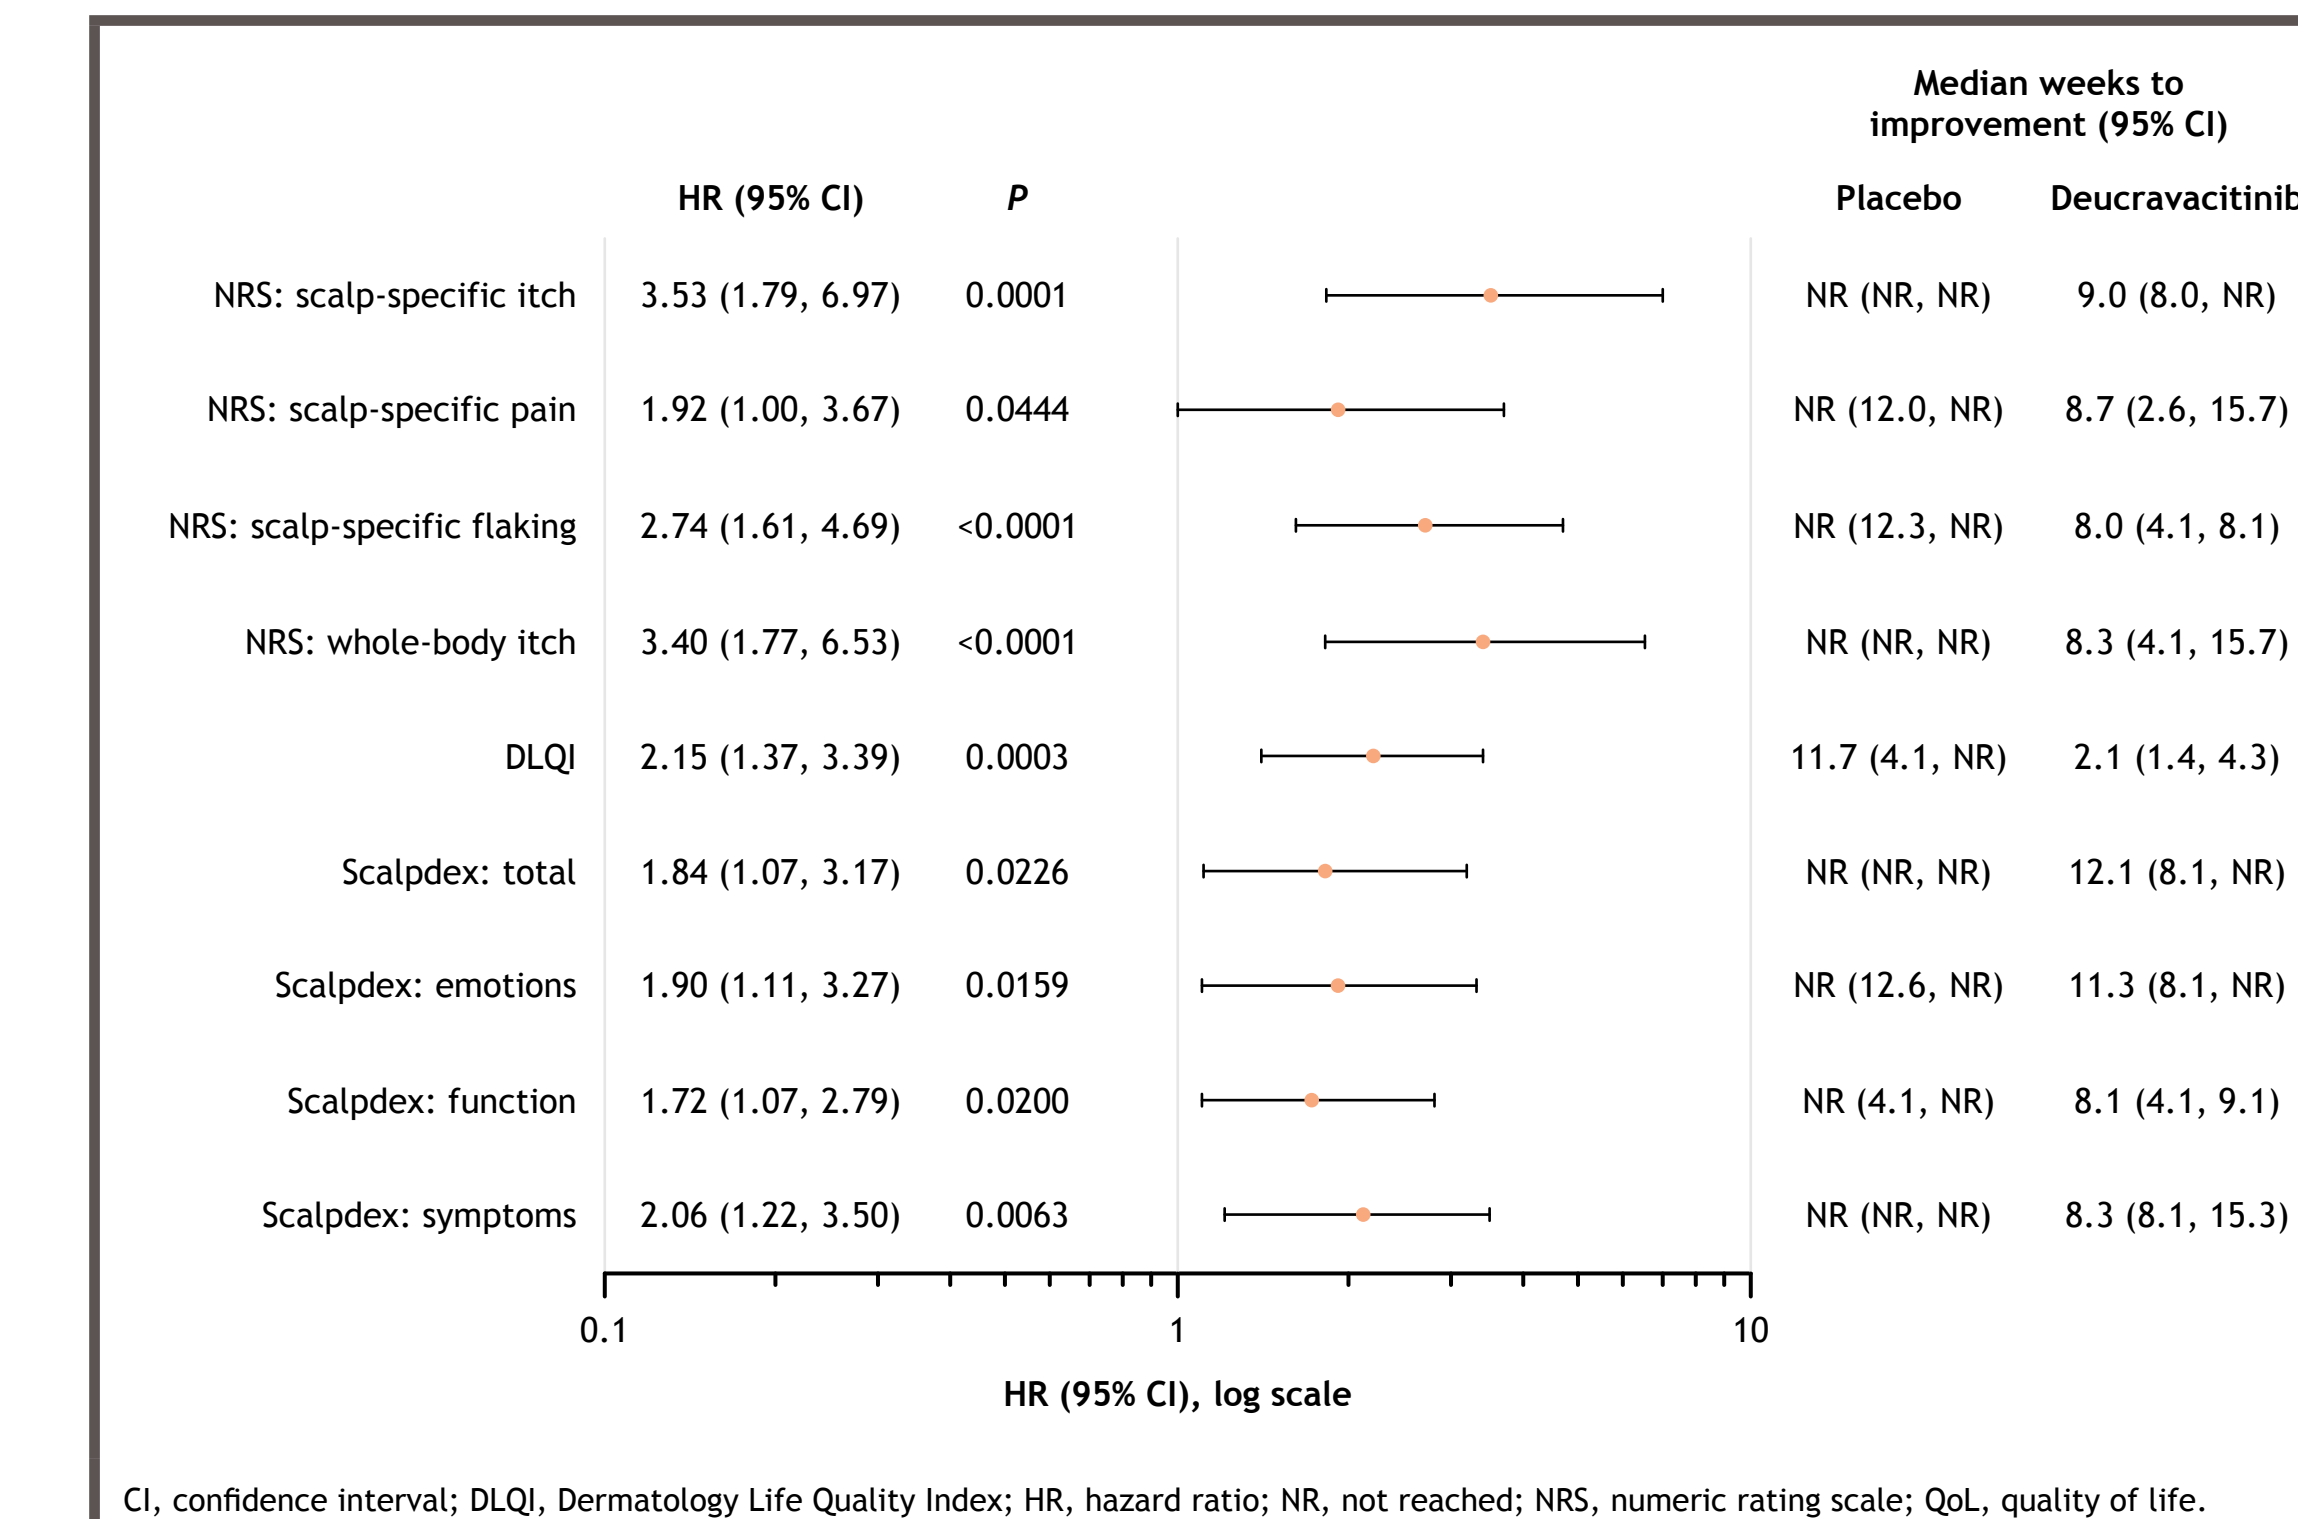 Median weeks to
improvement (95% CI)
HR (95% CI) P Placebo Deucravacitinib
NRS: scalp-specific itch 3.53 (1.79, 6.97) 0.0001 NR (NR, NR) 9.0 (8.0, NR)
NRS: scalp-specific pain 1.92 (1.00, 3.67) 0.0444 NR (12.0, NR) 8.7 (2.6, 15.7)
NRS: scalp-specific flaking 2.74 (1.61, 4.69) <0.0001 NR (12.3, NR) 8.0 (4.1, 8.1)
NRS: whole-body itch 3.40 (1.77, 6.53) <0.0001 NR (NR, NR) 8.3 (4.1, 15.7)
DLQI 2.15 (1.37, 3.39) 0.0003 11.7 (4.1, NR) 2.1 (1.4, 4.3)
Scalpdex: total 1.84 (1.07, 3.17) 0.0226 NR (NR, NR) 12.1 (8.1, NR)
Scalpdex: emotions 1.90 (1.11, 3.27) 0.0159 NR (12.6, NR) 11.3 (8.1, NR)
Scalpdex: function 1.72 (1.07, 2.79) 0.0200 NR (4.1, NR) 8.1 (4.1, 9.1)
Scalpdex: symptoms 2.06 (1.22, 3.50) 0.0063 NR (NR, NR) 8.3 (8.1, 15.3)
0.1 1 10
HR (95% CI), log scale
CI, confidence interval; DLQI, Dermatology Life Quality Index; HR, hazard ratio; NR, not reached; NRS, numeric rating scale; QoL, quality of life.